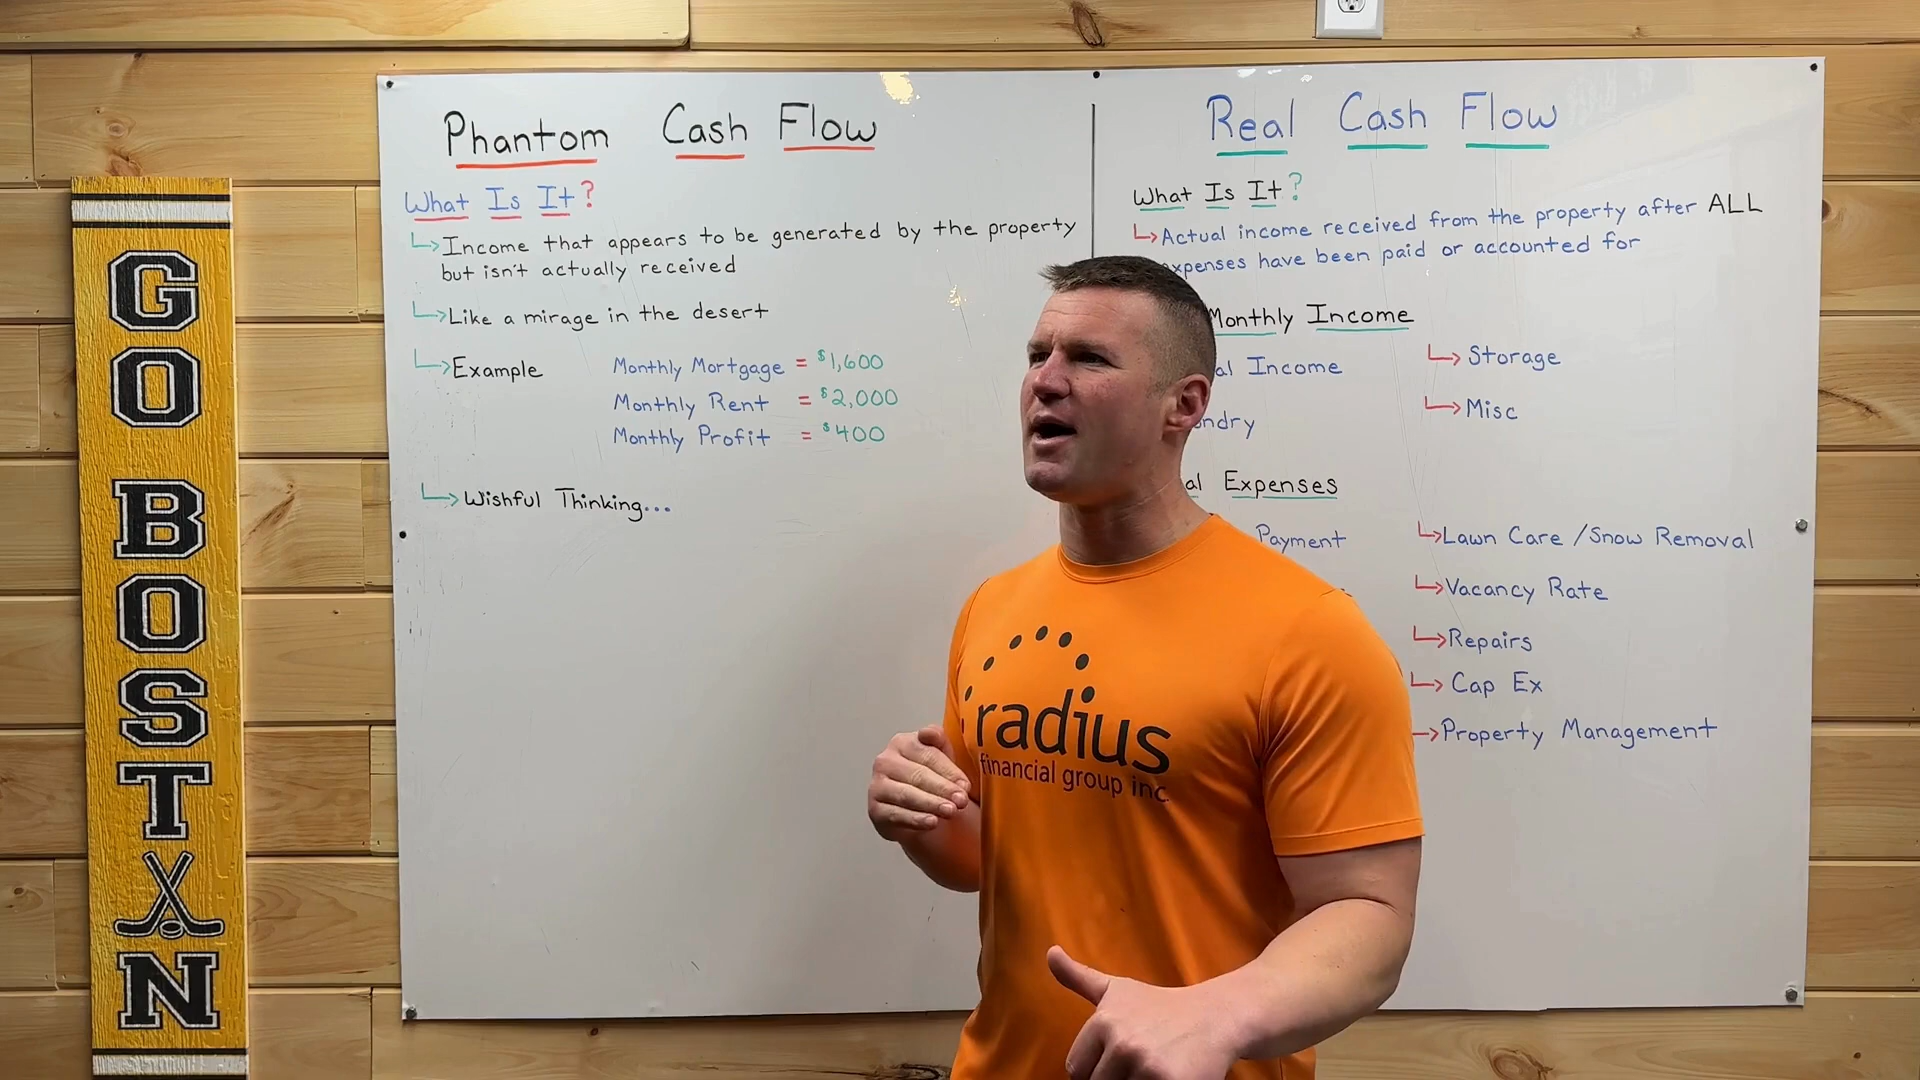 Phantom Cash Flow
What Is It?
Income that appears to be generated by the property
but isn't actually received
Like a mirage in the desert
Example
Monthly Mortgage = $1,600
Monthly Rent = $2,000
Monthly Profit = $400
Wishful Thinking...
Real Cash Flow
What Is It?
Actual income received from the property after ALL
expenses have been paid or accounted for
Monthly Income
Income
Storage
Misc
Expenses
Payment
Lawn Care / Snow Removal
Vacancy Rate
Repairs
Cap Ex
Property Management
GO BOSTON
radius
financial group inc.